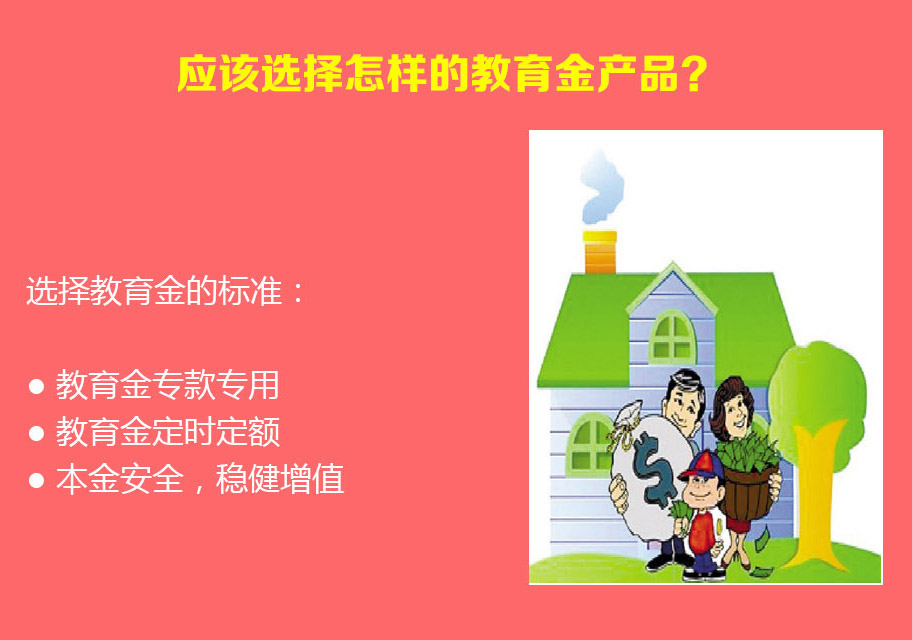 应该选择怎样的教育金产品?
选择教育金的标准：
● 教育金专款专用
● 教育金定时定额
● 本金安全，稳健增值
$